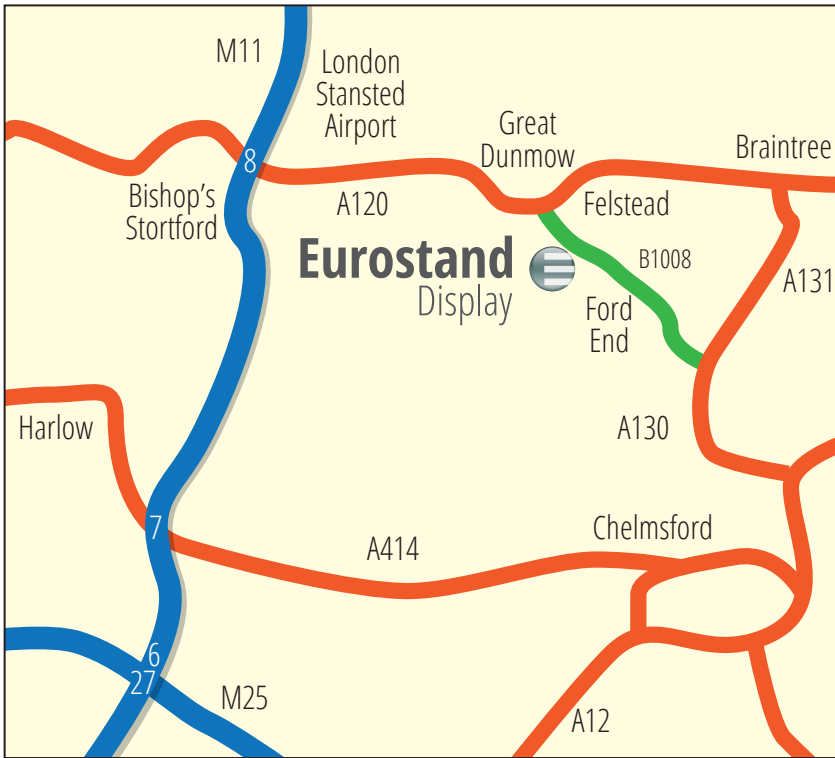 M11
London
Stansted
Airport
Great
Dunmow
Braintree
8
Bishop's
Stortford
A120
Felstead
Eurostand
Display
B1008
A131
Ford
End
Harlow
A130
7
A414
Chelmsford
6
27
M25
A12